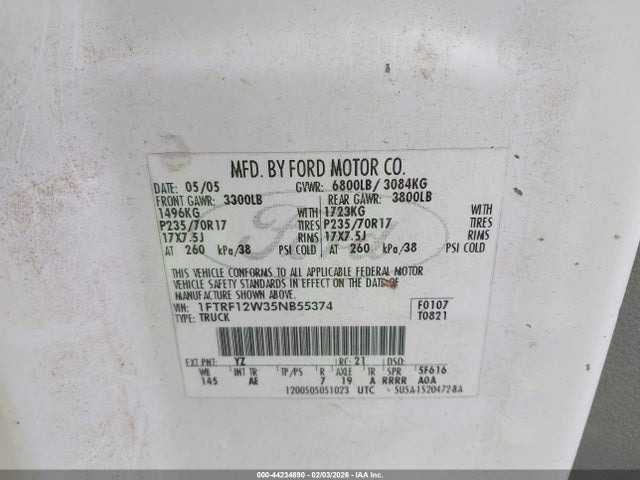 MFD. BY FORD MOTOR CO.
DATE: 05/05 GVWR: 6800LB/ 3084KG
FRONT GAWR: 3300LB REAR GAWR: 3800LB
1496KG WITH 1723KG WITH
P235/70R17 TIRES P235/70R17 TIRES
17X7.5J RIMS 17X7.5J RIMS
AT 260 kPa/38 PSI COLD AT 260 kPa/38 PSI COLD
Ford
THIS VEHICLE CONFORMS TO ALL APPLICABLE FEDERAL MOTOR
VEHICLE SAFETY STANDARDS IN EFFECT ON THE DATE OF
MANUFACTURE SHOWN ABOVE.
VIN: 1FTRF12W35NB55374 F0107
TYPE: TRUCK T0821
EXT PNT: YZ RC: 21 DSO:
WB INT TR TP/PS R AXLE TR SPR 5F616
145 AE 7 19 A RRRR A0A
1200505051023 UTC 5U5A-1520472-BA
000-44234890 - 02/03/2026 - IAA Inc.